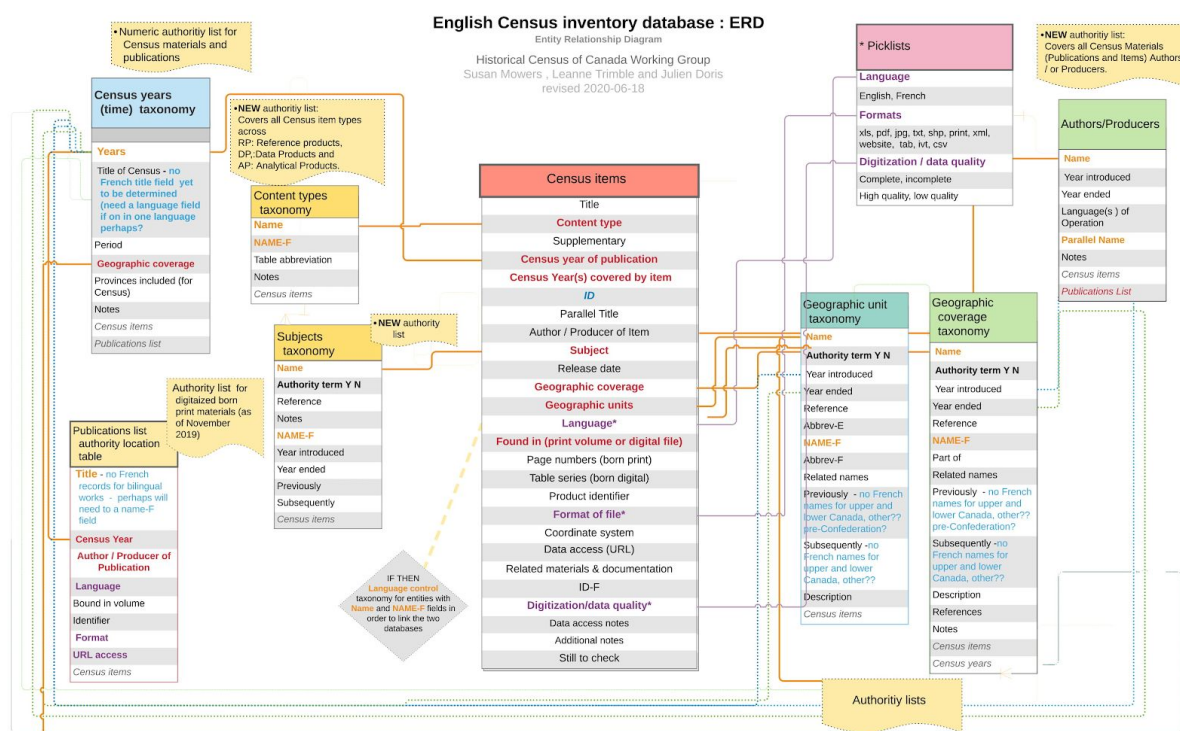 English Census inventory database : ERD
Entity Relationship Diagram
Historical Census of Canada Working Group
Susan Mowers , Leanne Trimble and Julien Doris
revised 2020-06-18
•Numeric authoritiy list for
Census materials and
publications
Census years
(time) taxonomy
Years
Title of Census - no
French title field yet
to be determined
(need a language field
if on in one language
perhaps?
Period
Geographic coverage
Provinces included (for
Census)
Notes
Census items
Publications list
•NEW authoritiy list:
Covers all Census item types
across
RP: Reference products,
DP,:Data Products and
AP: Analytical Products.
Content types
taxonomy
Name
NAME-F
Table abbreviation
Notes
Census items
•NEW authority
list
Subjects
taxonomy
Name
Authority term Y N
Reference
Notes
NAME-F
Year introduced
Year ended
Previously
Subsequently
Census items
Authority list for
digitaized born
print materials (as
of November
2019)
Publications list
authority location
table
Title - no French
records for bilingual
works - perhaps will
need to a name-F
field
Census Year
Author / Producer of
Publication
Language
Bound in volume
Identifier
Format
URL access
Census items
IF THEN
Language control
taxonomy for entities with
Name and NAME-F fields in
order to link the two
databases
Census items
Title
Content type
Supplementary
Census year of publication
Census Year(s) covered by item
ID
Parallel Title
Author / Producer of Item
Subject
Release date
Geographic coverage
Geographic units
Language*
Found in (print volume or digital file)
Page numbers (born print)
Table series (born digital)
Product identifier
Format of file*
Coordinate system
Data access (URL)
Related materials & documentation
ID-F
Digitization/data quality*
Data access notes
Additional notes
Still to check
* Picklists
Language
English, French
Formats
xls, pdf, jpg, txt, shp, print, xml,
website, tab, ivt, csv
Digitization / data quality
Complete, incomplete
High quality, low quality
•NEW authoritiy list:
Covers all Census Materials
(Publications and Items) Authors
/ or Producers.
Authors/Producers
Name
Year introduced
Year ended
Language(s ) of
Operation
Parallel Name
Notes
Census items
Publications List
Geographic unit
taxonomy
Name
Authority term Y N
Year introduced
Year ended
Reference
Abbrev-E
NAME-F
Abbrev-F
Related names
Previously - no French
names for upper and
lower Canada, other??
pre-Confederation?
Subsequently -no
French names for
upper and lower
Canada, other??
Description
Census items
Geographic
coverage
taxonomy
Name
Authority term Y N
Year introduced
Year ended
Reference
NAME-F
Part of
Related names
Previously - no French
names for upper and
lower Canada, other??
pre-Confederation?
Subsequently -no
French names for
upper and lower
Canada, other??
Description
References
Notes
Census items
Census years
Authoritiy lists